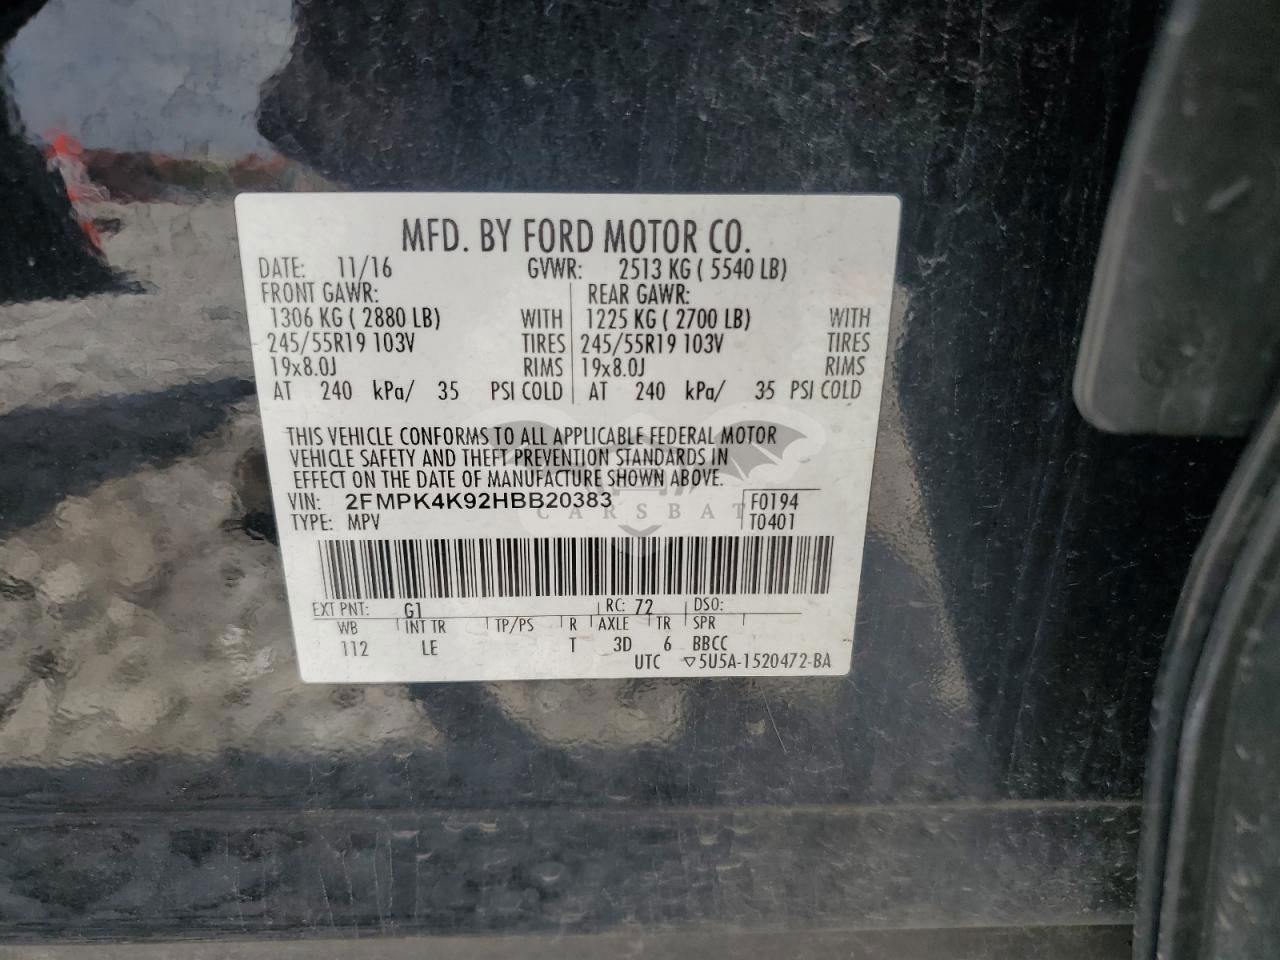 MFD. BY FORD MOTOR CO.
DATE: 11/16 GVWR: 2513 KG ( 5540 LB)
FRONT GAWR: REAR GAWR:
1306 KG ( 2880 LB) WITH 1225 KG ( 2700 LB) WITH
245/55R19 103V TIRES 245/55R19 103V TIRES
19x8.0J RIMS 19x8.0J RIMS
AT 240 kPa/ 35 PSI COLD AT 240 kPa/ 35 PSI COLD
THIS VEHICLE CONFORMS TO ALL APPLICABLE FEDERAL MOTOR
VEHICLE SAFETY AND THEFT PREVENTION STANDARDS IN
EFFECT ON THE DATE OF MANUFACTURE SHOWN ABOVE.
VIN: 2FMPK4K92HBB20383 F0194
TYPE: MPV T0401
CARSBAT
EXT PNT: G1 RC: 72 DSO:
WB INT TR TP/PS R AXLE TR SPR
112 LE T 3D 6 BBCC
UTC ▽5U5A-1520472-BA